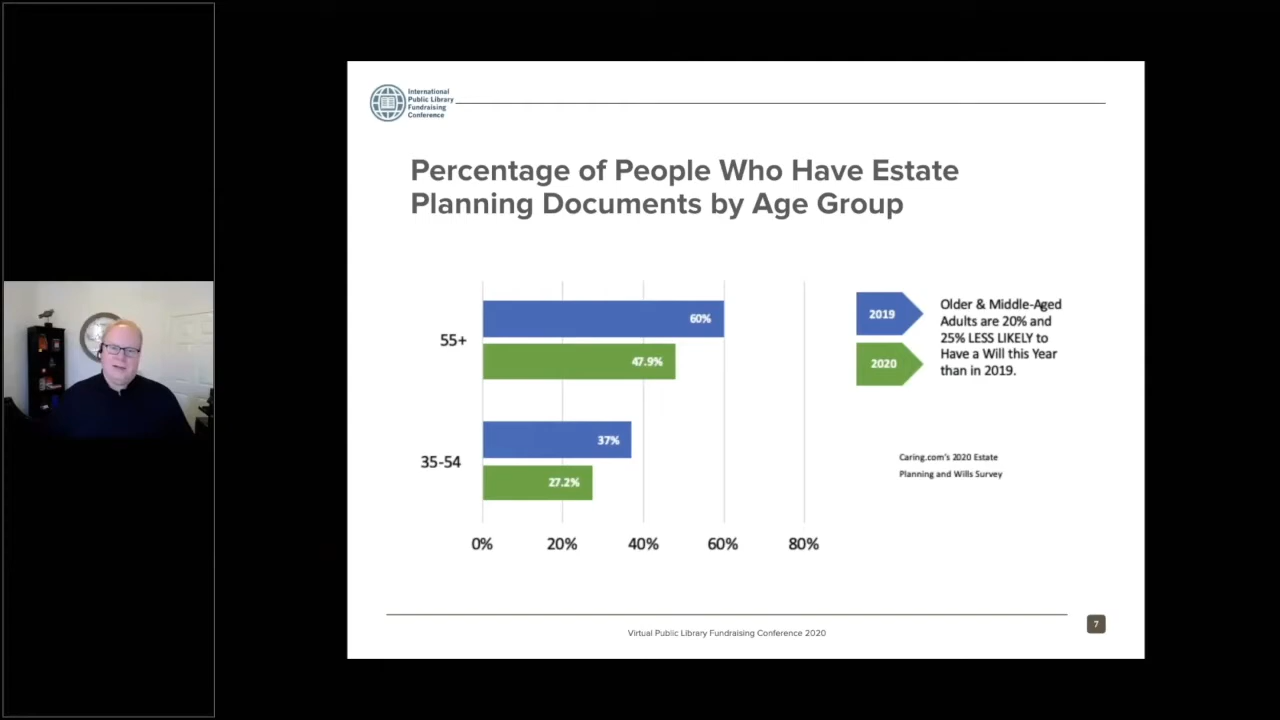 International
Public Library
Fundraising
Conference
Percentage of People Who Have Estate
Planning Documents by Age Group
55+
60%
47.9%
35-54
37%
27.2%
0%
20%
40%
60%
80%
2019
2020
Older & Middle-Aged
Adults are 20% and
25% LESS LIKELY to
Have a Will this Year
than in 2019.
Caring.com's 2020 Estate
Planning and Wills Survey
Virtual Public Library Fundraising Conference 2020
7